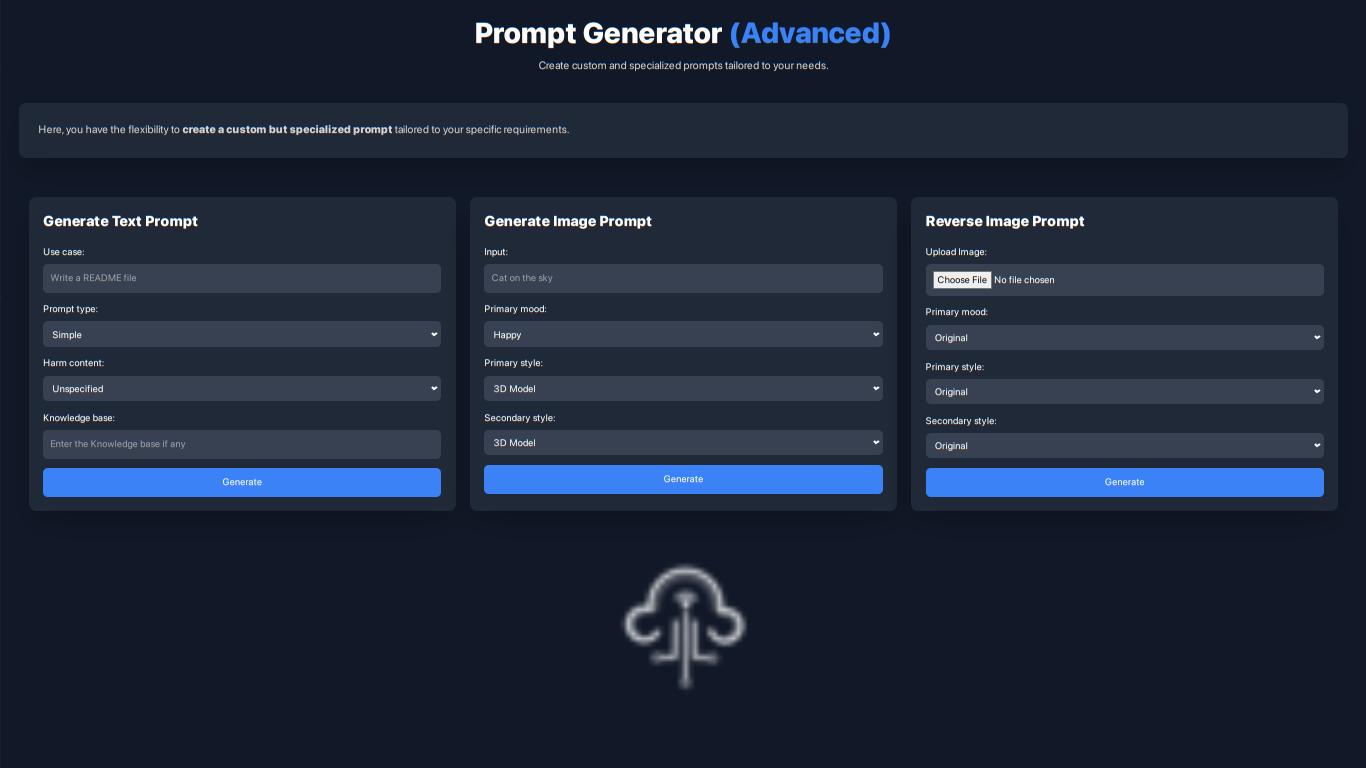 Prompt Generator (Advanced)
Create custom and specialized prompts tailored to your needs.
Here, you have the flexibility to create a custom but specialized prompt tailored to your specific requirements.
Generate Text Prompt
Use case:
Write a README file
Prompt type:
Simple
Harm content:
Unspecified
Knowledge base:
Enter the Knowledge base if any
Generate
Generate Image Prompt
Input:
Cat on the sky
Primary mood:
Happy
Primary style:
3D Model
Secondary style:
3D Model
Generate
Reverse Image Prompt
Upload Image:
Choose File No file chosen
Primary mood:
Original
Primary style:
Original
Secondary style:
Original
Generate